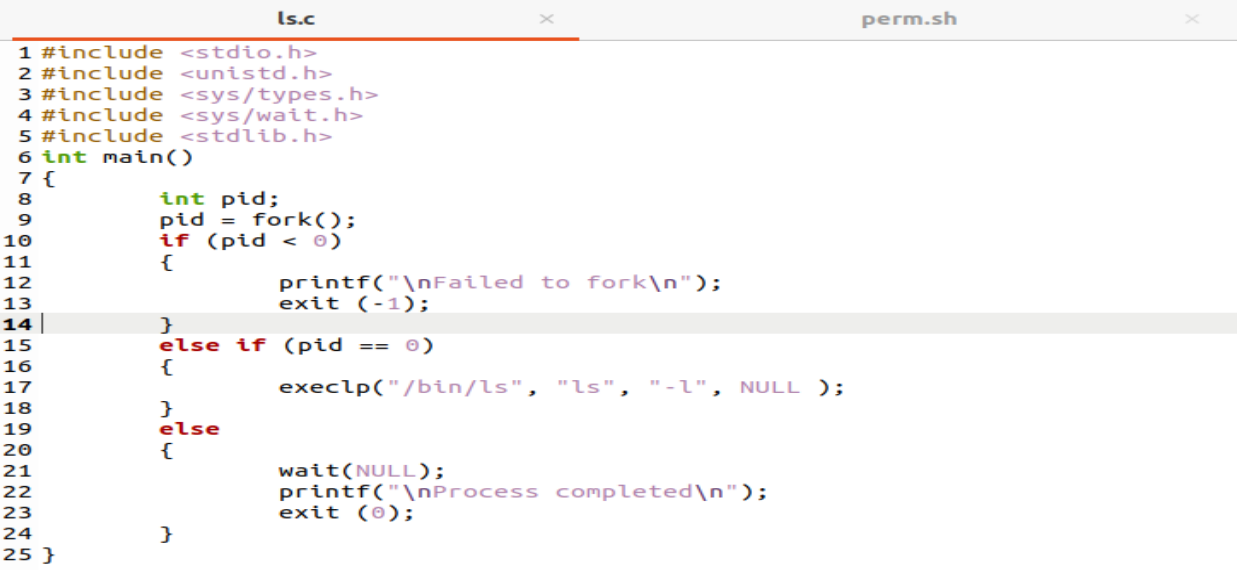 ls.c × perm.sh ×
1 #include <stdio.h>
2 #include <unistd.h>
3 #include <sys/types.h>
4 #include <sys/wait.h>
5 #include <stdlib.h>
6 int main()
7 {
8 int pid;
9 pid = fork();
10 if (pid < 0)
11 {
12 printf("\nFailed to fork\n");
13 exit (-1);
14 }
15 else if (pid == 0)
16 {
17 execlp("/bin/ls", "ls", "-l", NULL );
18 }
19 else
20 {
21 wait(NULL);
22 printf("\nProcess completed\n");
23 exit (0);
24 }
25 }